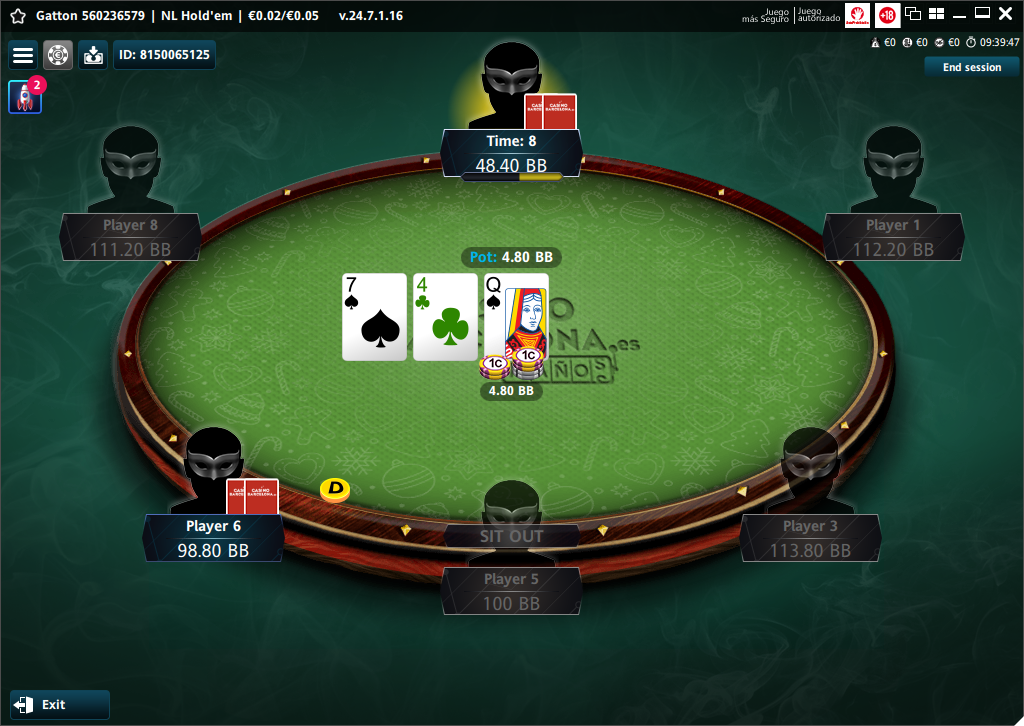 Gatton 560236579 | NL Hold'em | €0.02/€0.05 v.24.7.1.16
Juego más Seguro
Juego autorizado
+18
ID: 8150065125
€0 €0 €0 09:39:47
End session
2
Time: 8
48.40 BB
Player 8
111.20 BB
Player 1
112.20 BB
Pot: 4.80 BB
7
4
Q
.es
1c
1c
4.80 BB
D
Player 6
98.80 BB
SIT OUT
Player 5
100 BB
Player 3
113.80 BB
Exit